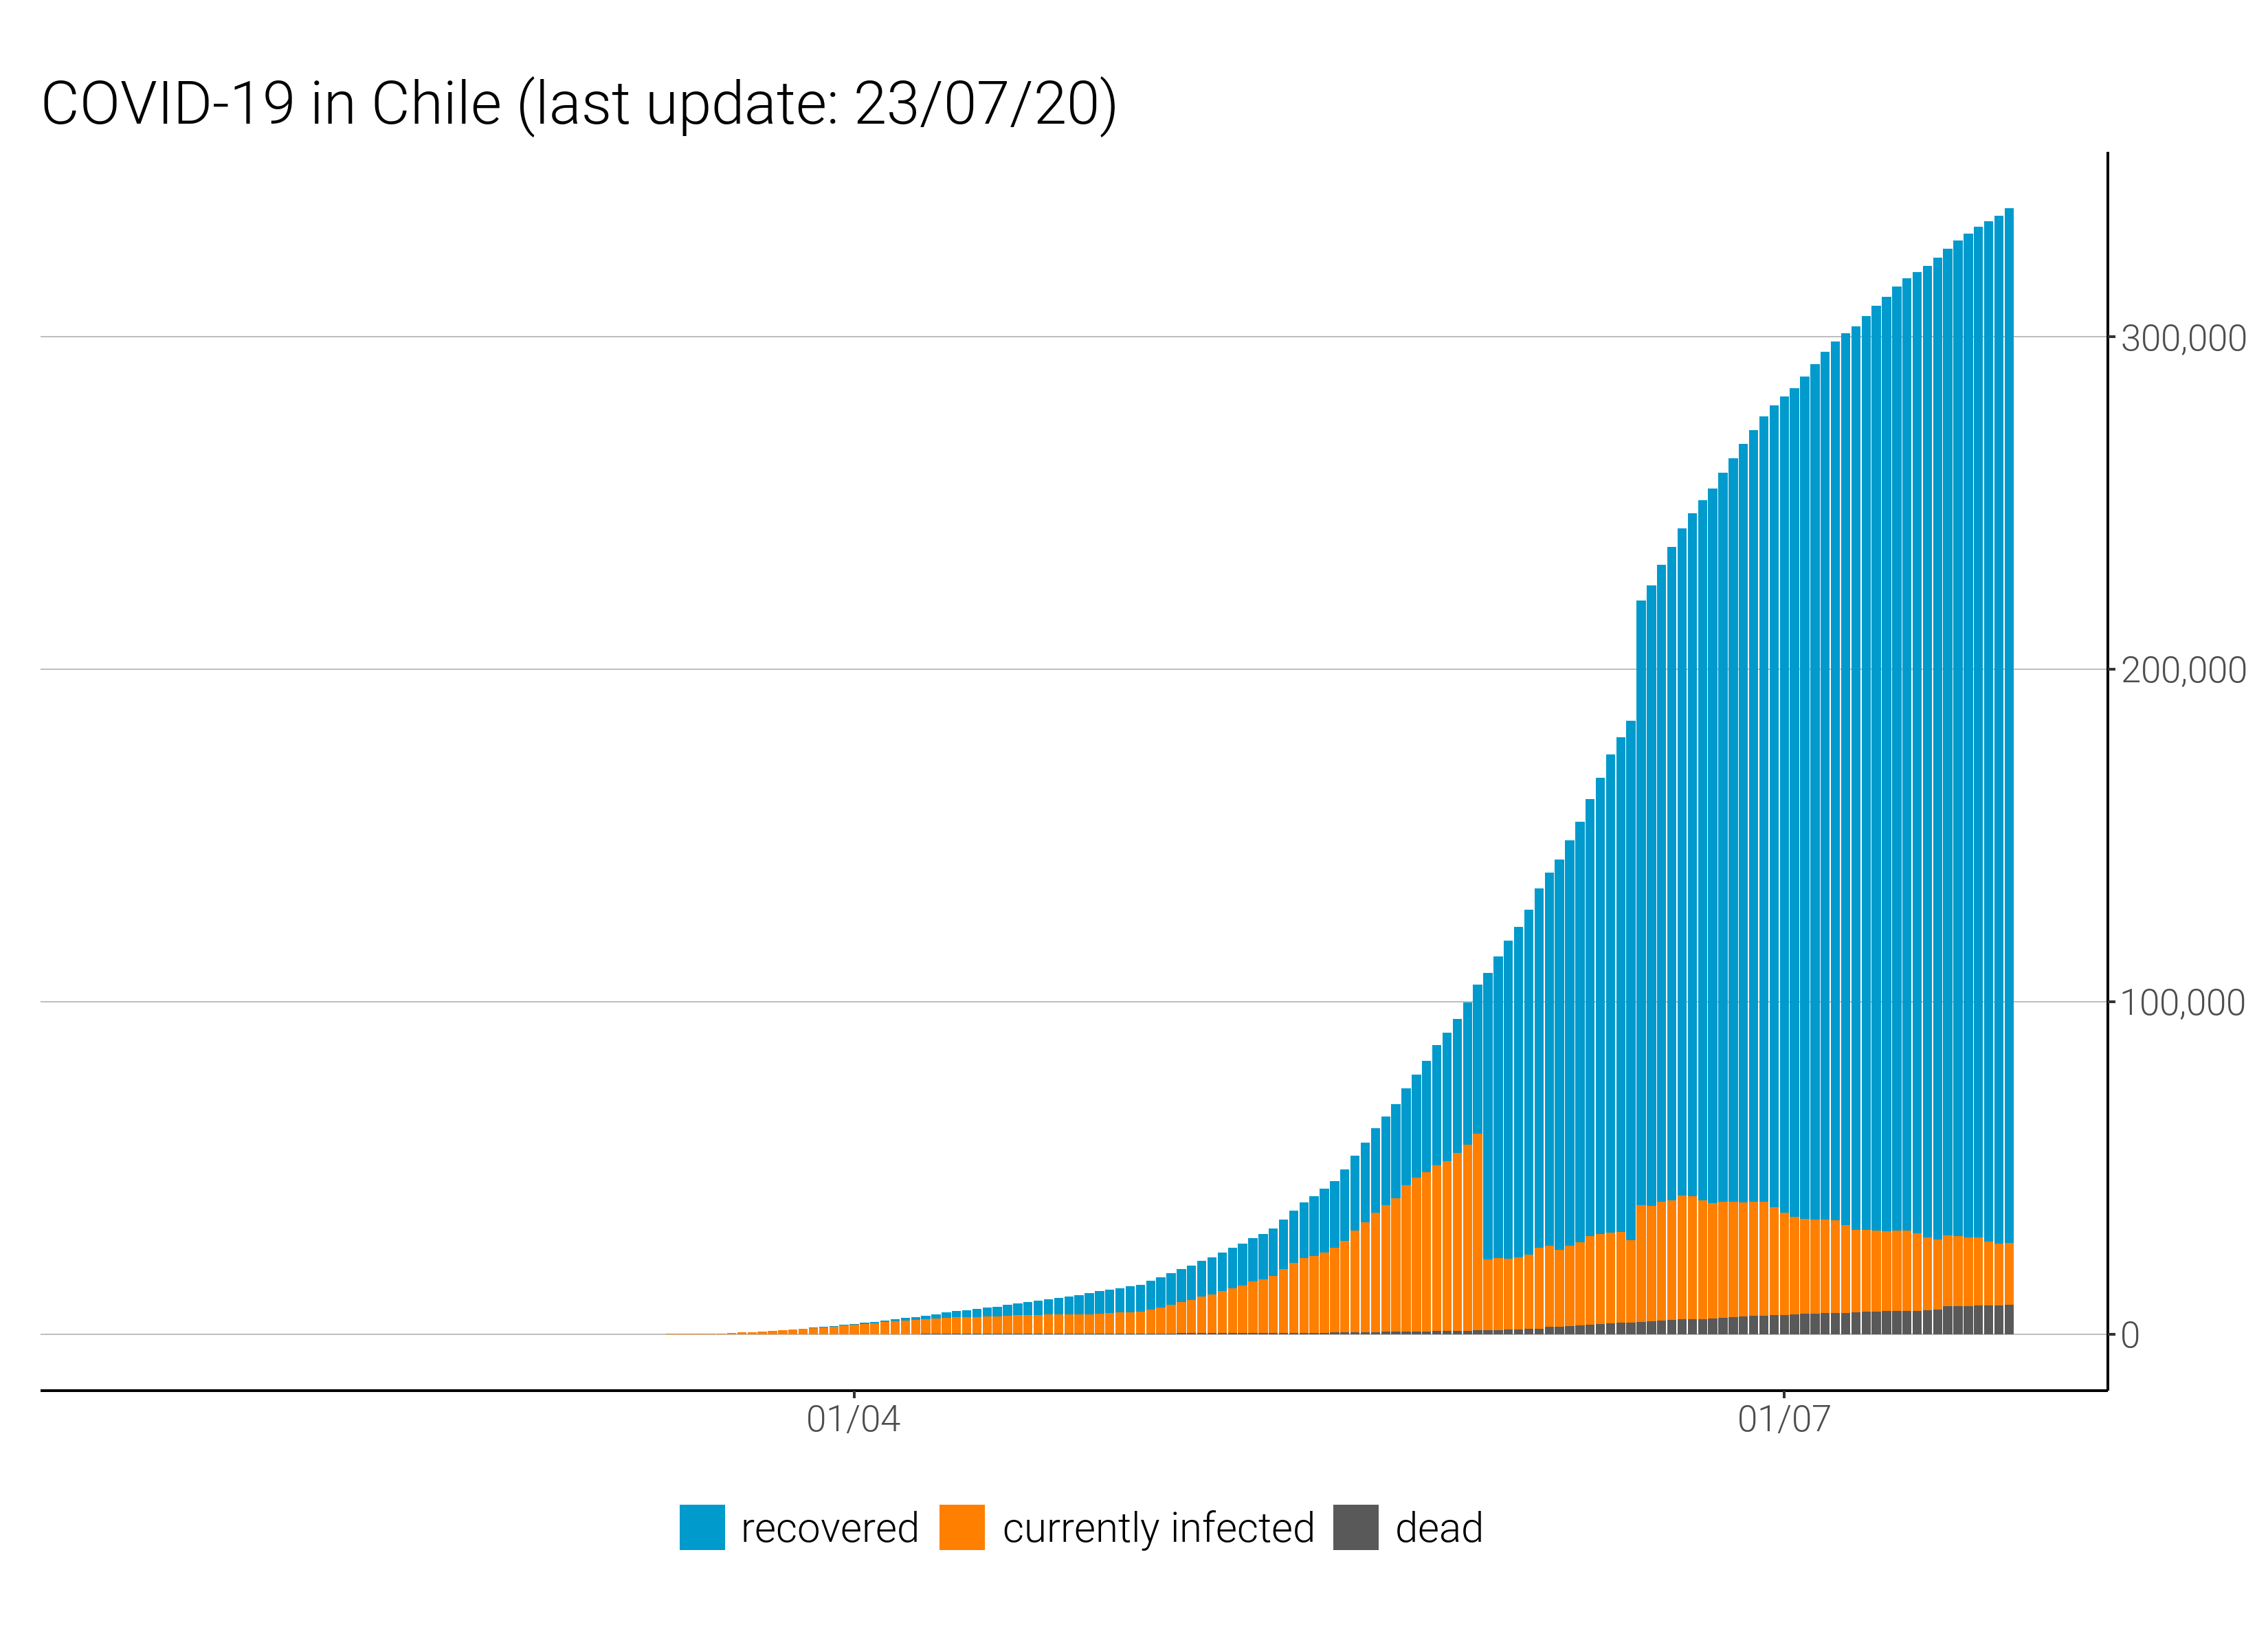 COVID-19 in Chile (last update: 23/07/20)
300,000
200,000
100,000
0
01/04 01/07
recovered currently infected dead